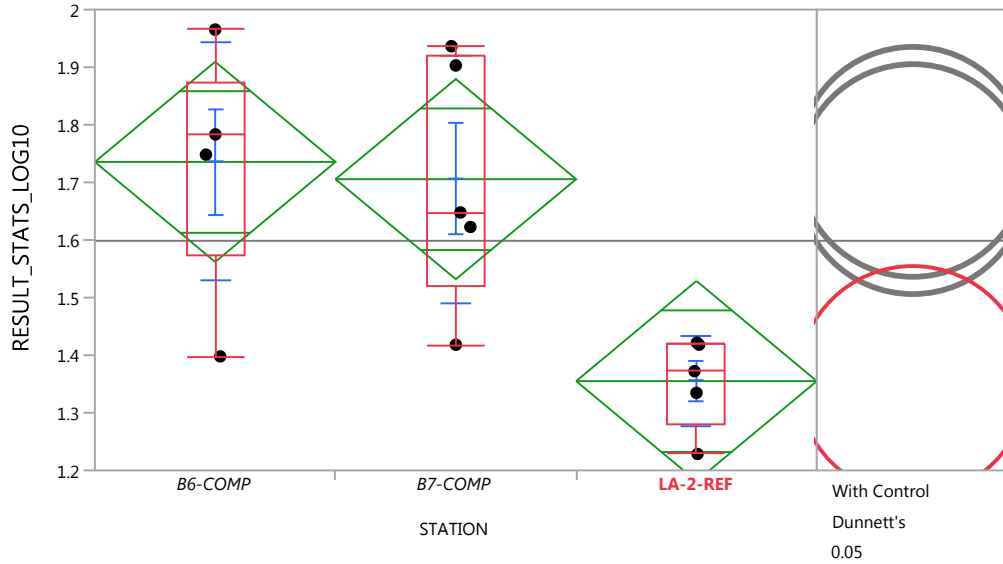 RESULT_STATS_LOG10
2
1.9
1.8
1.7
1.6
1.5
1.4
1.3
1.2
B6-COMP B7-COMP LA-2-REF
STATION
With Control
Dunnett's
0.05